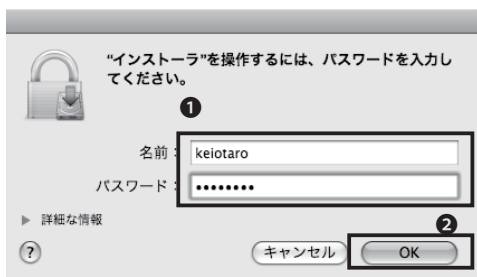 “インストーラ”を操作するには、パスワードを入力し
てください。
❶
名前： keiotaro
パスワード： ••••••••
▶ 詳細な情報
❷
? キャンセル OK